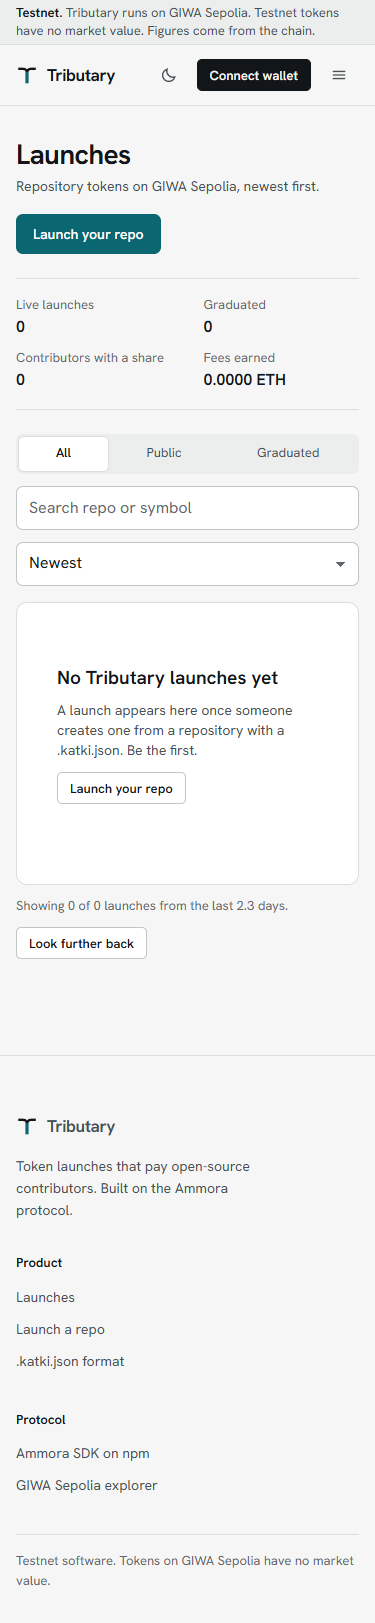 Testnet. Tributary runs on GIWA Sepolia. Testnet tokens
have no market value. Figures come from the chain.
Tributary
Connect wallet
Launches
Repository tokens on GIWA Sepolia, newest first.
Launch your repo
Live launches
0
Graduated
0
Contributors with a share
0
Fees earned
0.0000 ETH
All
Public
Graduated
Search repo or symbol
Newest
No Tributary launches yet
A launch appears here once someone
creates one from a repository with a
.katki.json. Be the first.
Launch your repo
Showing 0 of 0 launches from the last 2.3 days.
Look further back
Tributary
Token launches that pay open-source
contributors. Built on the Ammora
protocol.
Product
Launches
Launch a repo
.katki.json format
Protocol
Ammora SDK on npm
GIWA Sepolia explorer
Testnet software. Tokens on GIWA Sepolia have no market
value.